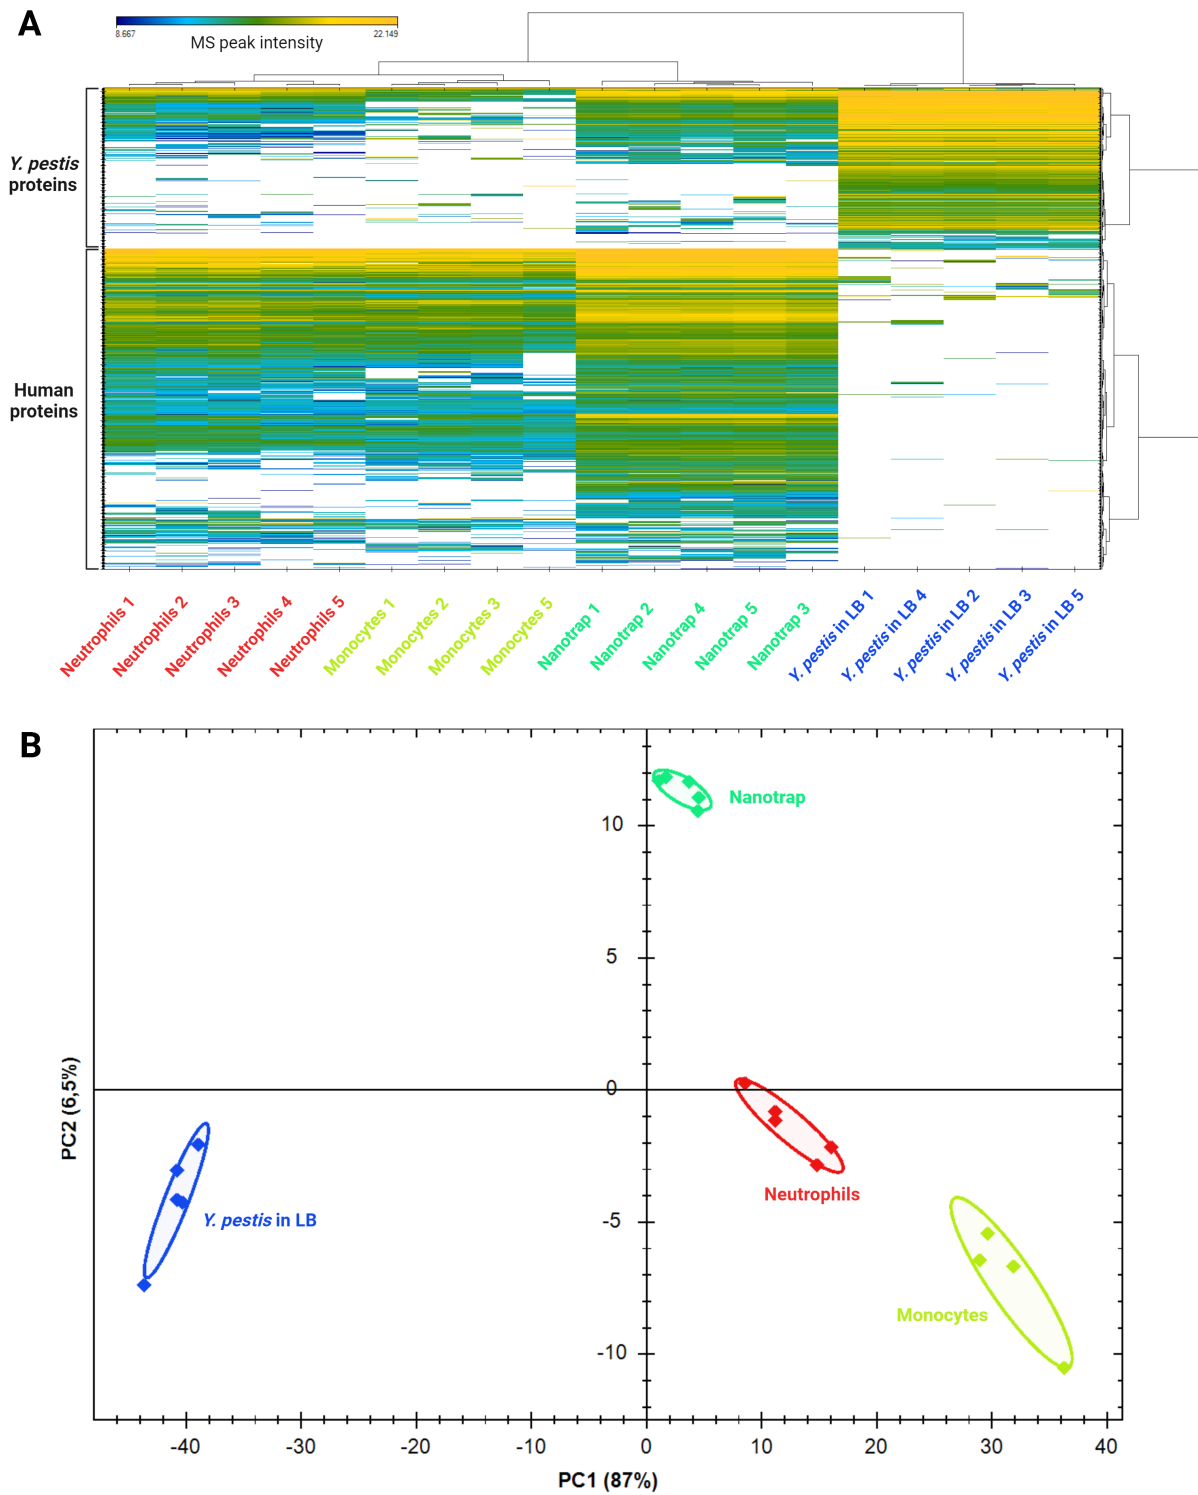 A
8.667
22.149
MS peak intensity
Y. pestis
proteins
Human
proteins
Neutrophils 1
Neutrophils 2
Neutrophils 3
Neutrophils 4
Neutrophils 5
Monocytes 1
Monocytes 2
Monocytes 3
Monocytes 5
Nanotrap 1
Nanotrap 2
Nanotrap 4
Nanotrap 5
Nanotrap 3
Y. pestis in LB 1
Y. pestis in LB 4
Y. pestis in LB 2
Y. pestis in LB 3
Y. pestis in LB 5
B
Nanotrap
10
5
0
PC2 (6,5%)
Neutrophils
Y. pestis in LB
-5
Monocytes
-10
-40
-30
-20
-10
0
10
20
30
40
PC1 (87%)